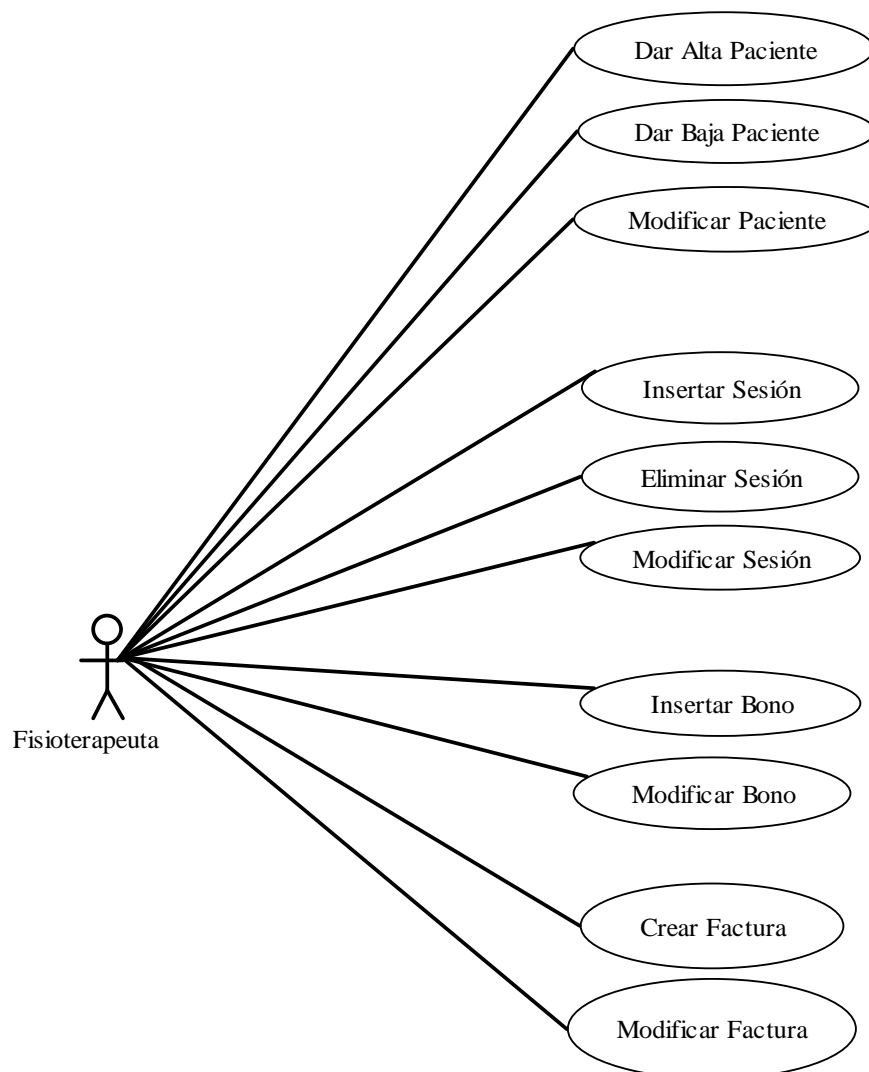 Dar Alta Paciente
Dar Baja Paciente
Modificar Paciente
Insertar Sesión
Eliminar Sesión
Modificar Sesión
Fisioterapeuta
Insertar Bono
Modificar Bono
Crear Factura
Modificar Factura